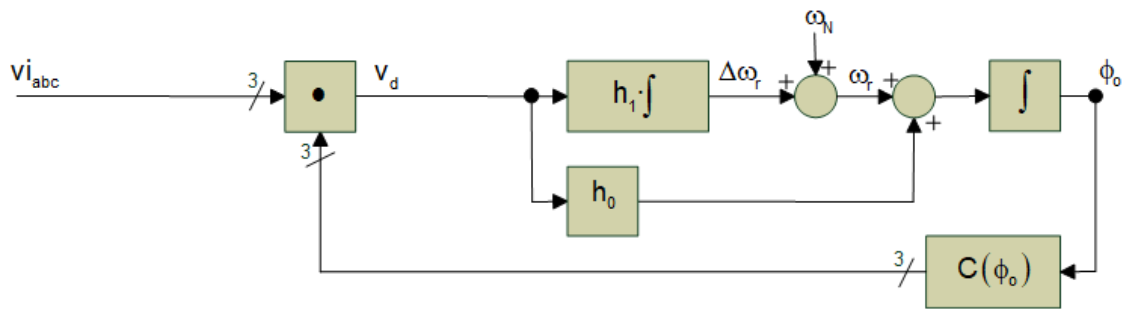 ω_N
vi_abc
3
•
v_d
h_1·∫
Δω_r
+
+
ω_r
+
+
∫
ϕ_o
3
h_0
3
C(ϕ_o)